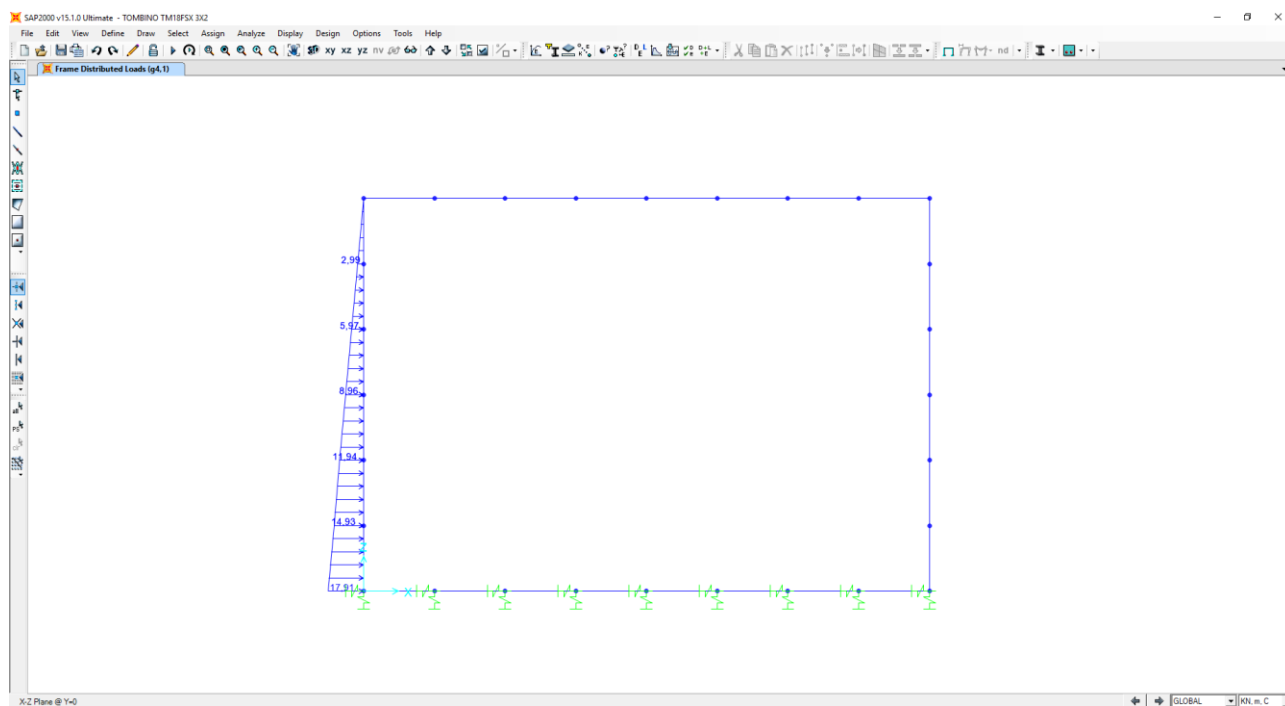 SAP2000 v15.1.0 Ultimate - TOMBINO TM18FSX 3X2
File Edit View Define Draw Select Assign Analyze Display Design Options Tools Help
xy xz yz nv nd
Frame Distributed Loads (g4,1)
2,99
5,97
8,96
11,94
14,93
Z
17,91
X
X-Z Plane @ Y=0
GLOBAL
KN, m, C